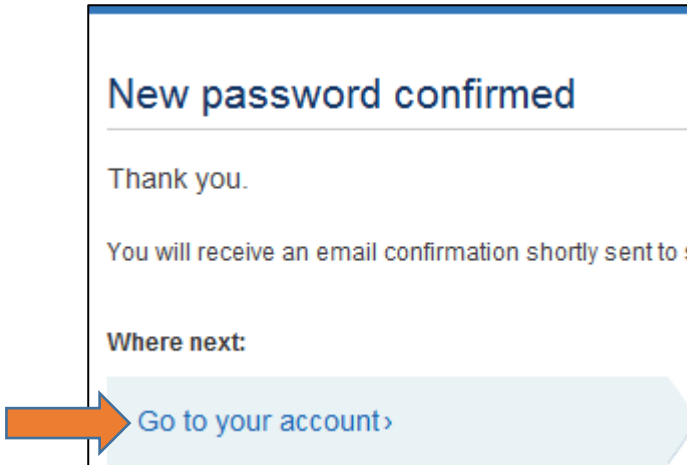 New password confirmed
Thank you.
You will receive an email confirmation shortly sent to
Where next:
Go to your account ›